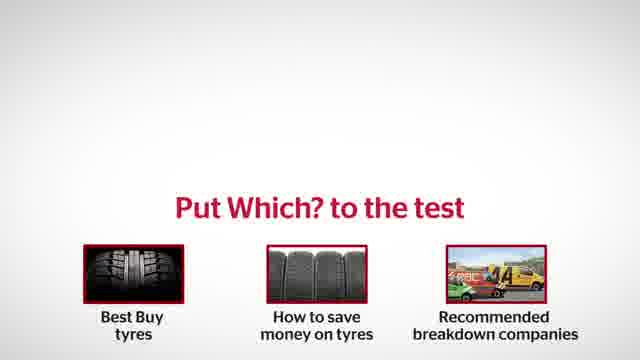 Put Which? to the test
Best Buy
tyres
How to save
money on tyres
Recommended
breakdown companies